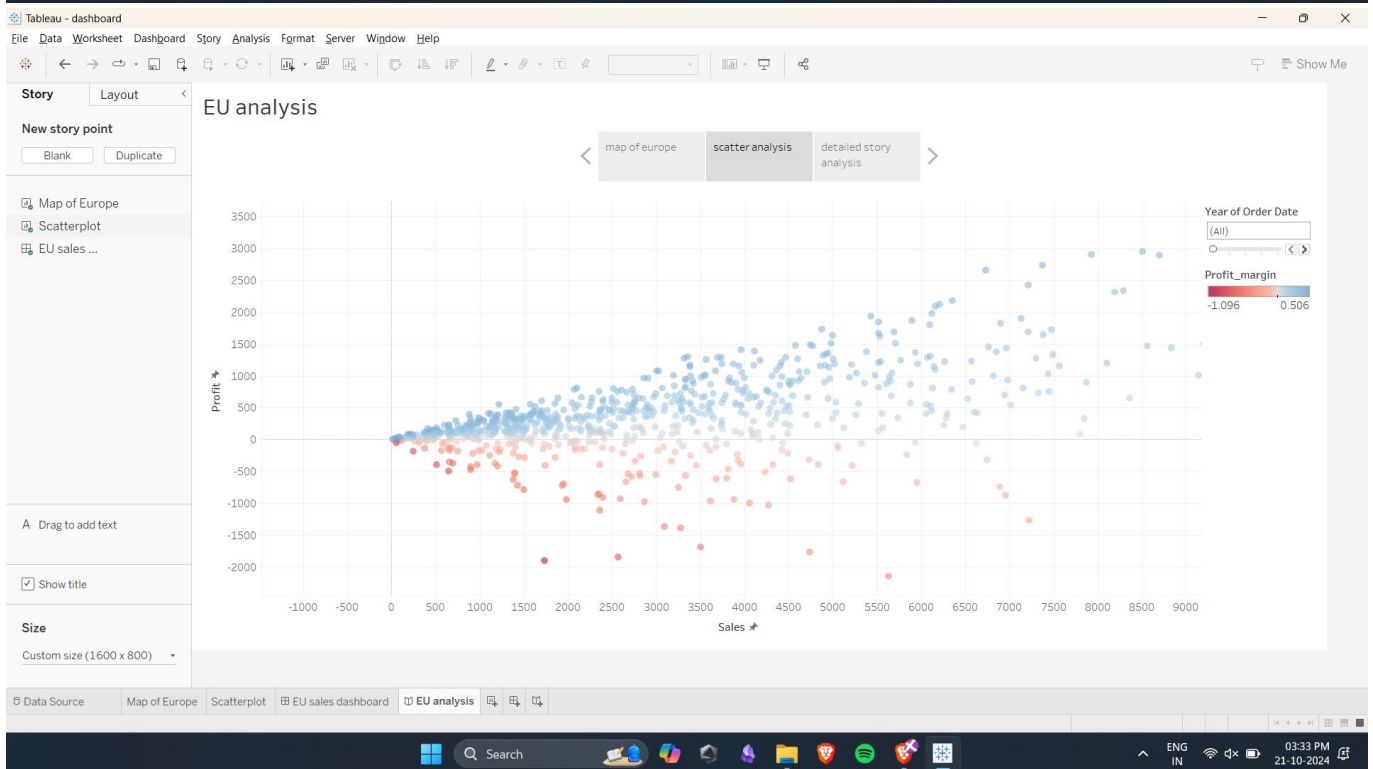 Tableau - dashboard
File Data Worksheet Dashboard Story Analysis Format Server Window Help
Show Me
Story Layout
New story point
Blank Duplicate
Map of Europe
Scatterplot
EU sales ...
A Drag to add text
Show title
Size
Custom size (1600 x 800)
EU analysis
map of europe
scatter analysis
detailed story
analysis
3500
3000
2500
2000
1500
1000
500
0
-500
-1000
-1500
-2000
Profit
-1000 -500 0 500 1000 1500 2000 2500 3000 3500 4000 4500 5000 5500 6000 6500 7000 7500 8000 8500 9000
Sales
Year of Order Date
(All)
Profit_margin
-1.096 0.506
Data Source Map of Europe Scatterplot EU sales dashboard EU analysis
Search
ENG
IN
03:33 PM
21-10-2024